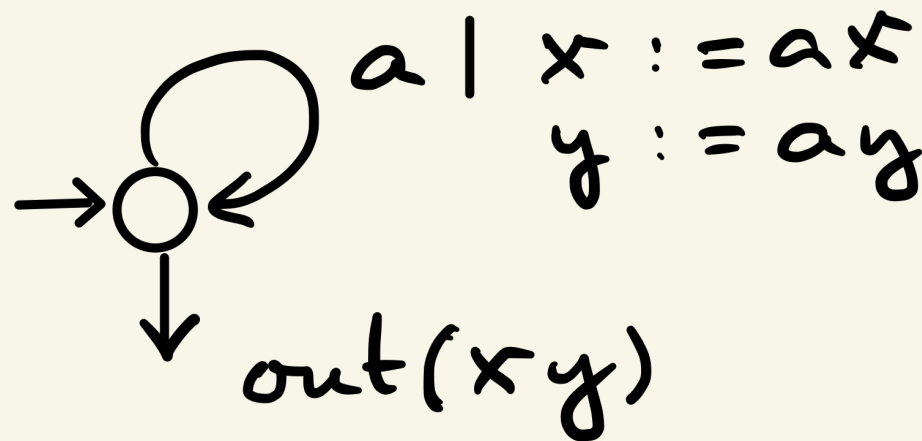 a | x := ax
y := ay
out(xy)